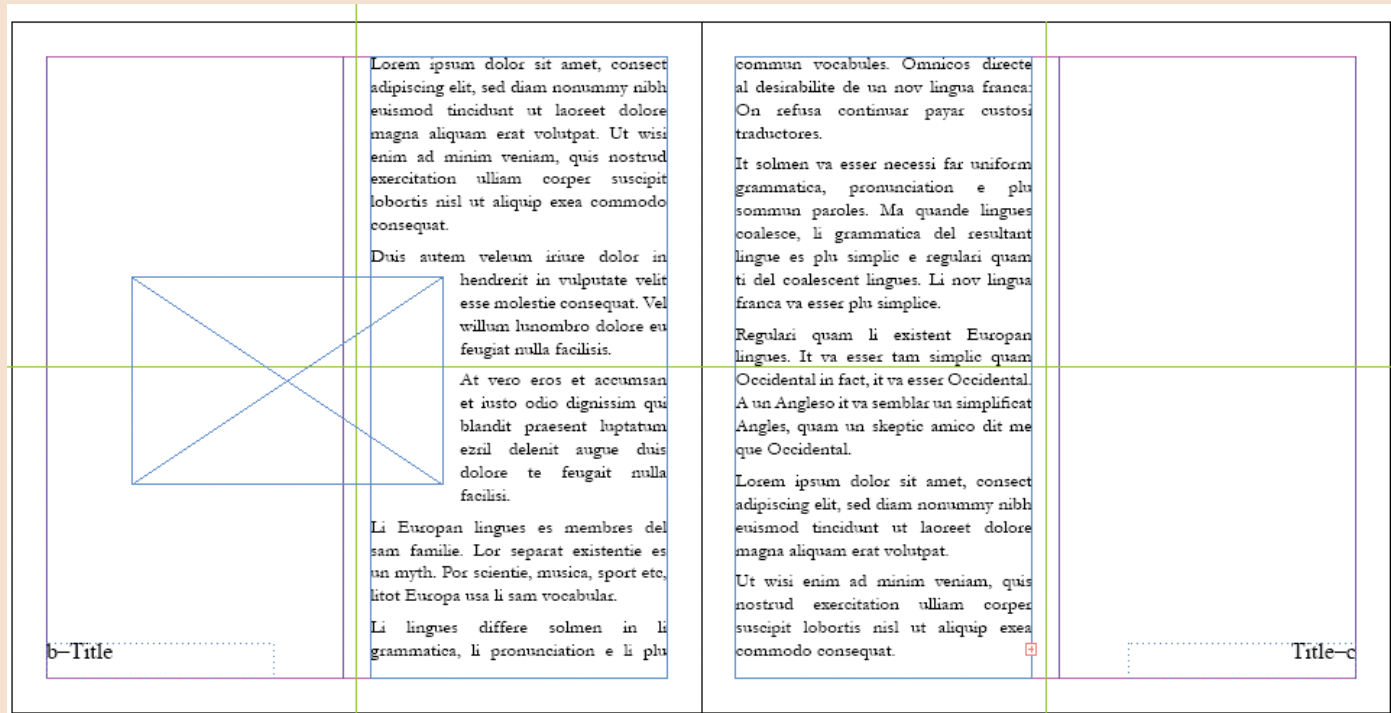 Lorem ipsum dolor sit amet, consect
adipiscing elit, sed diam nonummy nibh
euismod tincidunt ut laoreet dolore
magna aliquam erat volutpat. Ut wisi
enim ad minim veniam, quis nostrud
exercitation ulliam corper suscipit
lobortis nisl ut aliquip exea commodo
consequat.
Duis autem veleum iriure dolor in
hendrerit in vulputate velit
esse molestie consequat. Vel
willum lunombro dolore eu
feugiat nulla facilisis.
At vero eros et accumsan
et iusto odio dignissim qui
blandit praesent luptatum
ezril delenit augue duis
dolore te feugait nulla
facilisi.
Li Europan lingues es membres del
sam familie. Lor separat existentie es
un myth. Por scientie, musica, sport etc,
litot Europa usa li sam vocabular.
Li lingues differe solmen in li
grammatica, li pronunciation e li plu
b–Title
commun vocabules. Omnicos directe
al desirabilite de un nov lingua franca:
On refusa continuar payar custosi
traductores.
It solmen va esser necessi far uniform
grammatica, pronunciation e plu
sommun paroles. Ma quande lingues
coalesce, li grammatica del resultant
lingue es plu simplic e regulari quam
ti del coalescent lingues. Li nov lingua
franca va esser plu simplice.
Regulari quam li existent Europan
lingues. It va esser tam simplic quam
Occidental in fact, it va esser Occidental.
A un Angleso it va semblar un simplificat
Angles, quam un skeptic amico dit me
que Occidental.
Lorem ipsum dolor sit amet, consect
adipiscing elit, sed diam nonummy nibh
euismod tincidunt ut laoreet dolore
magna aliquam erat volutpat.
Ut wisi enim ad minim veniam, quis
nostrud exercitation ulliam corper
suscipit lobortis nisl ut aliquip exea
commodo consequat.
Title–c